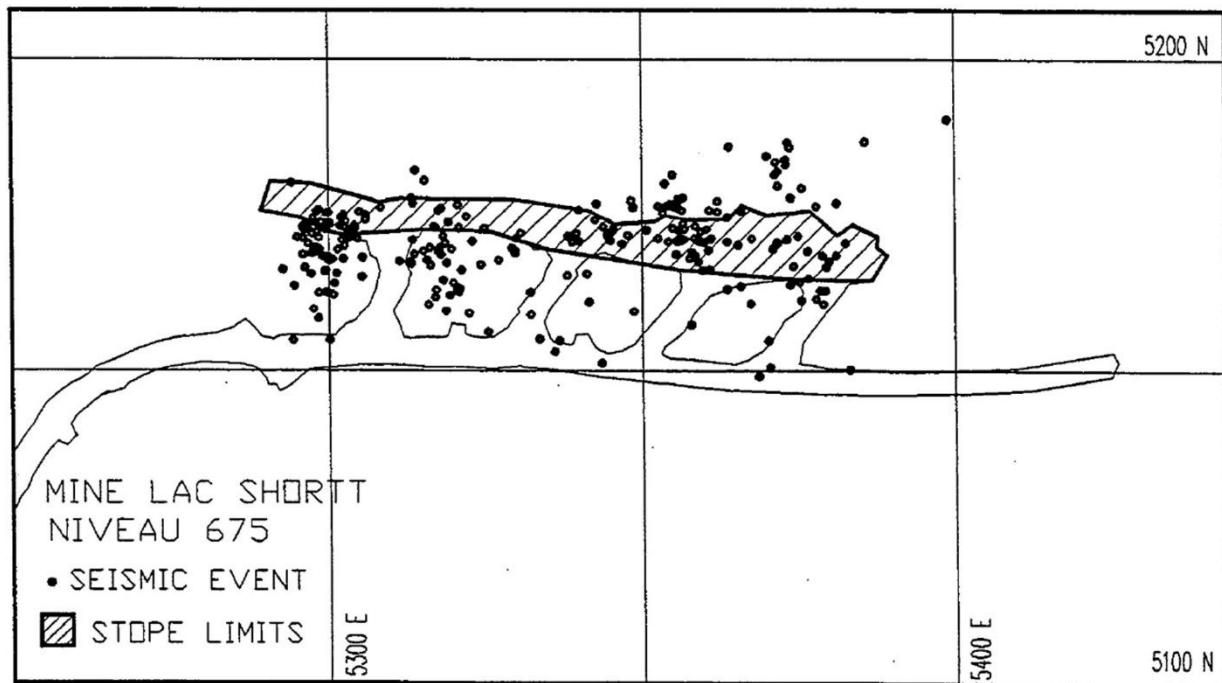 5200 N
MINE LAC SHORTT
NIVEAU 675
SEISMIC EVENT
STOPE LIMITS
5300 E
5400 E
5100 N